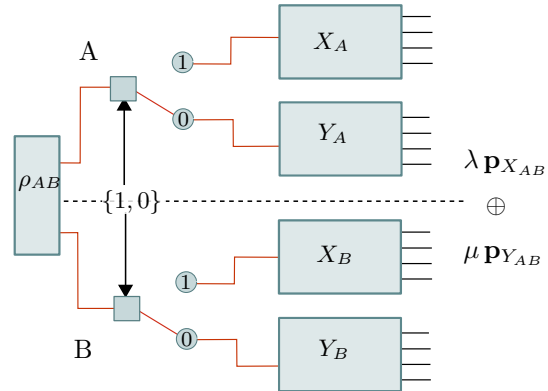 A
1
X_A
0
Y_A
ρ_{AB}
λ p_{X_{AB}}
{1, 0}
⊕
μ p_{Y_{AB}}
1
X_B
B
0
Y_B